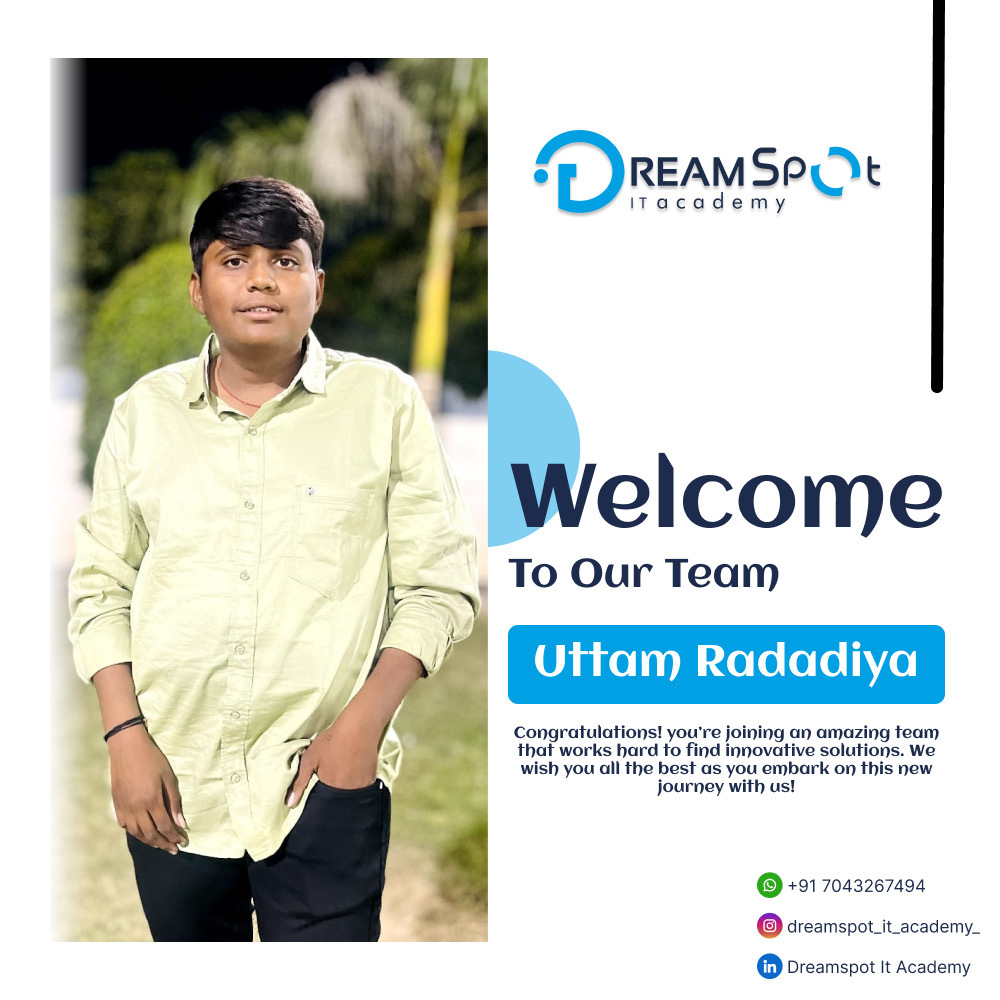 DREAMSpot
IT academy
Welcome
To Our Team
Uttam Radadiya
Congratulations! you're joining an amazing team
that works hard to find innovative solutions. We
wish you all the best as you embark on this new
journey with us!
+91 7043267494
dreamspot_it_academy_
Dreamspot It Academy